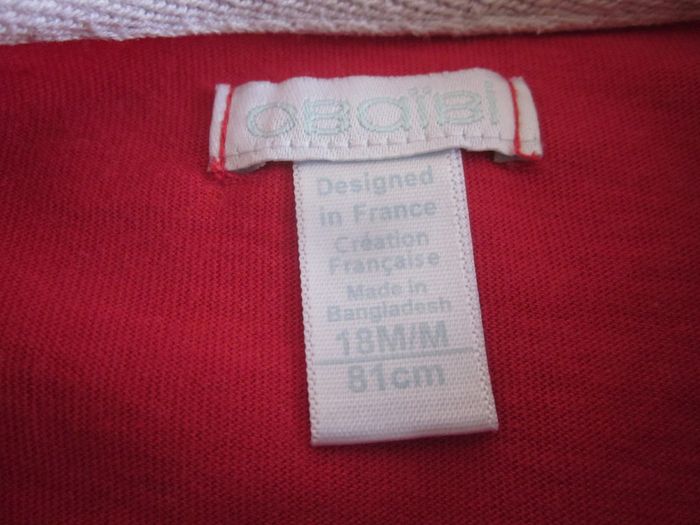 obaïbi
Designed
in France
Création
Française
Made in
Bangladesh
18M/M
81cm